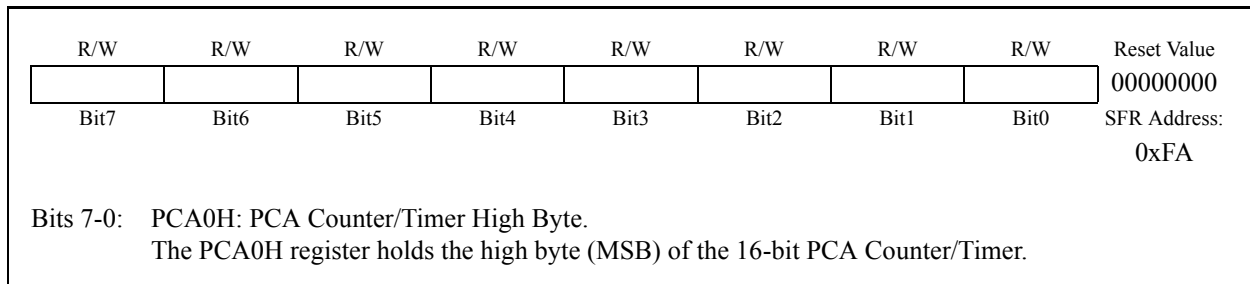 R/W R/W R/W R/W R/W R/W R/W R/W Reset Value
00000000
Bit7 Bit6 Bit5 Bit4 Bit3 Bit2 Bit1 Bit0 SFR Address:
0xFA
Bits 7-0: PCA0H: PCA Counter/Timer High Byte.
The PCA0H register holds the high byte (MSB) of the 16-bit PCA Counter/Timer.